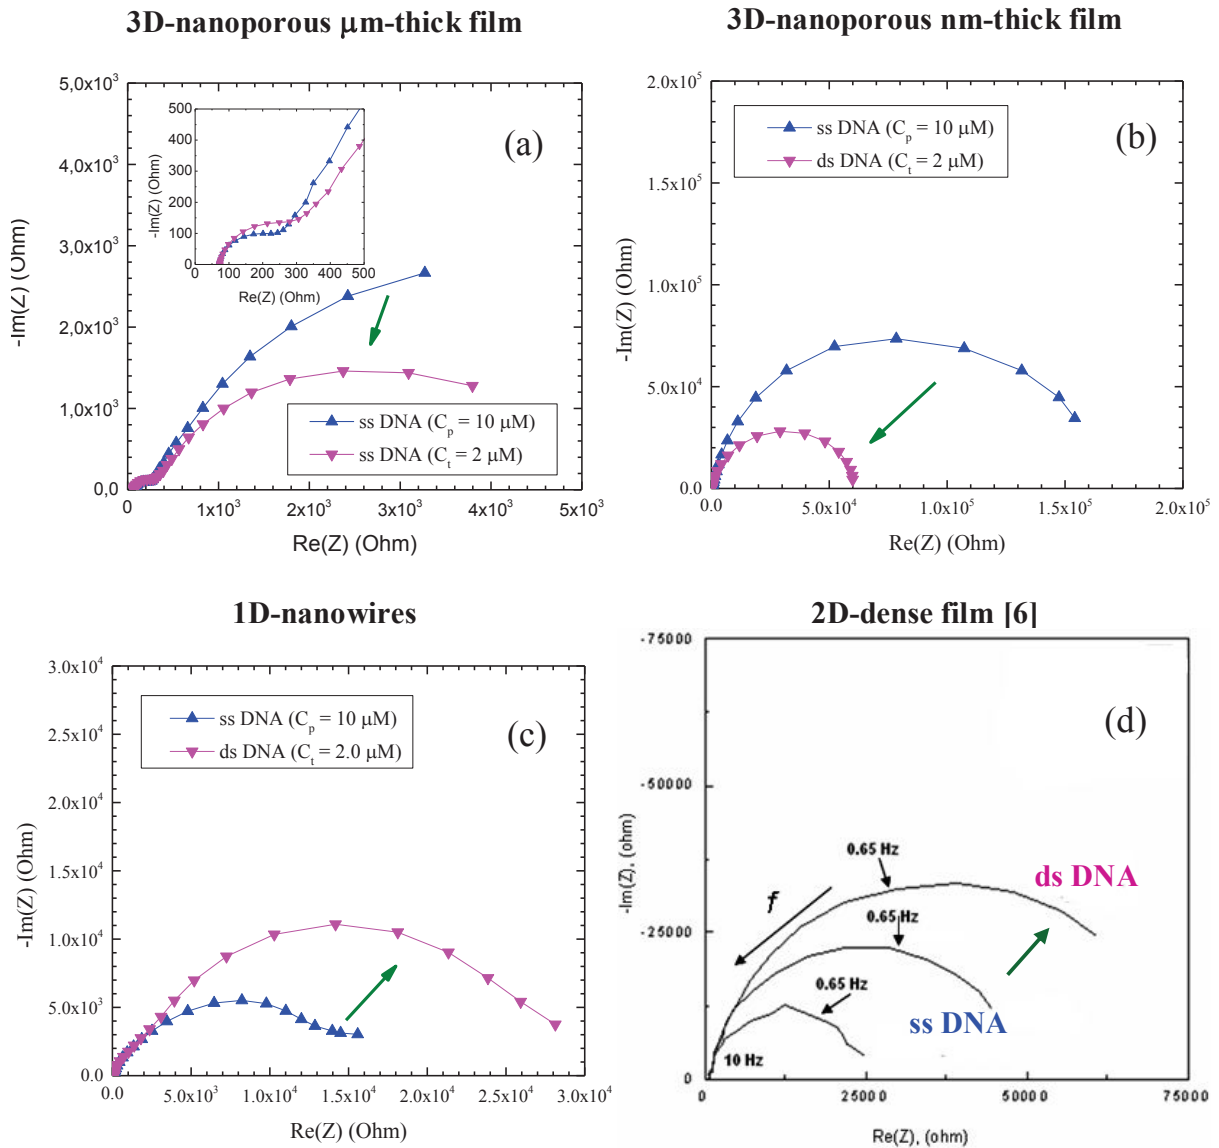 3D-nanoporous μm-thick film
5,0x10³
4,0x10³
3,0x10³
2,0x10³
1,0x10³
0,0
-Im(Z) (Ohm)
500
400
300
200
100
0
-Im(Z) (Ohm)
0 100 200 300 400 500
Re(Z) (Ohm)
(a)
ss DNA (Cₚ = 10 μM)
ss DNA (Cₜ = 2 μM)
0 1x10³ 2x10³ 3x10³ 4x10³ 5x10³
Re(Z) (Ohm)
3D-nanoporous nm-thick film
2.0x10⁵
1.5x10⁵
1.0x10⁵
5.0x10⁴
0.0
-Im(Z) (Ohm)
ss DNA (Cₚ = 10 μM)
ds DNA (Cₜ = 2 μM)
(b)
0.0 5.0x10⁴ 1.0x10⁵ 1.5x10⁵ 2.0x10⁵
Re(Z) (Ohm)
1D-nanowires
3.0x10⁴
2.5x10⁴
2.0x10⁴
1.5x10⁴
1.0x10⁴
5.0x10³
0.0
-Im(Z) (Ohm)
ss DNA (Cₚ = 10 μM)
ds DNA (Cₜ = 2.0 μM)
(c)
0.0 5.0x10³ 1.0x10⁴ 1.5x10⁴ 2.0x10⁴ 2.5x10⁴ 3.0x10⁴
Re(Z) (Ohm)
2D-dense film [6]
-75000
-50000
-25000
0
-Im(Z), (ohm)
(d)
0.65 Hz
ds DNA
f
0.65 Hz
0.65 Hz
ss DNA
10 Hz
0 25000 50000 75000
Re(Z), (ohm)